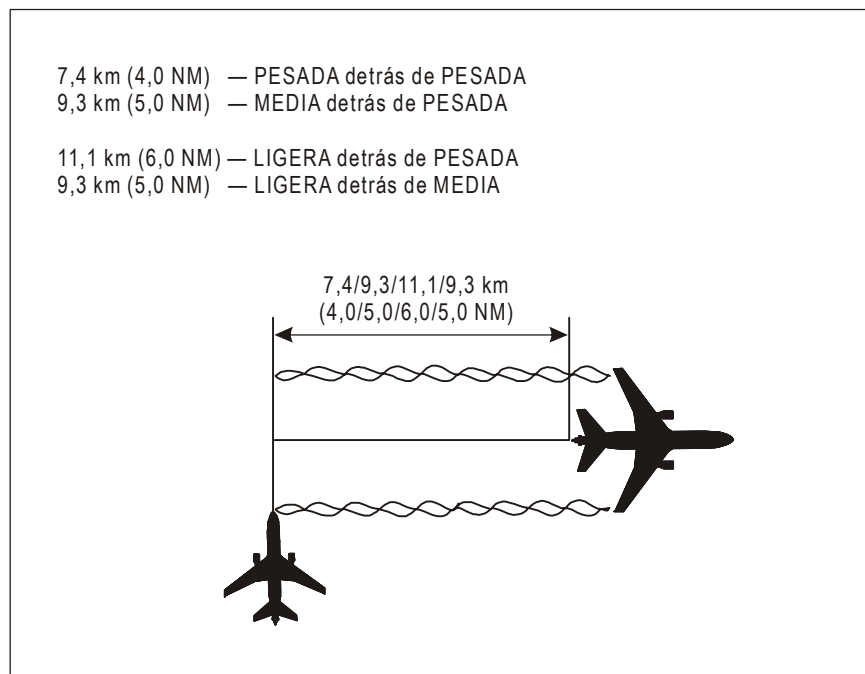 7,4 km (4,0 NM) — PESADA detrás de PESADA
9,3 km (5,0 NM) — MEDIA detrás de PESADA
11,1 km (6,0 NM) — LIGERA detrás de PESADA
9,3 km (5,0 NM) — LIGERA detrás de MEDIA
7,4/9,3/11,1/9,3 km
(4,0/5,0/6,0/5,0 NM)